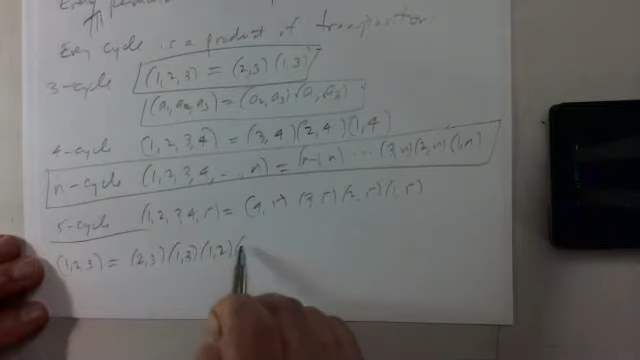 Every
Every cycle is a product of transposition
3-cycle (1,2,3) = (2,3)(1,3)
(a₁,a₂,a₃) = (a₂,a₃)(a₁,a₃)
4-cycle (1,2,3,4) = (3,4)(2,4)(1,4)
n-cycle (1,2,3,4,...,n) = (n-1,n) ... (3,n)(2,n)(1,n)
5-cycle (1,2,3,4,5) = (4,5)(3,5)(2,5)(1,5)
(1,2,3) = (2,3)(1,3)(1,2)(